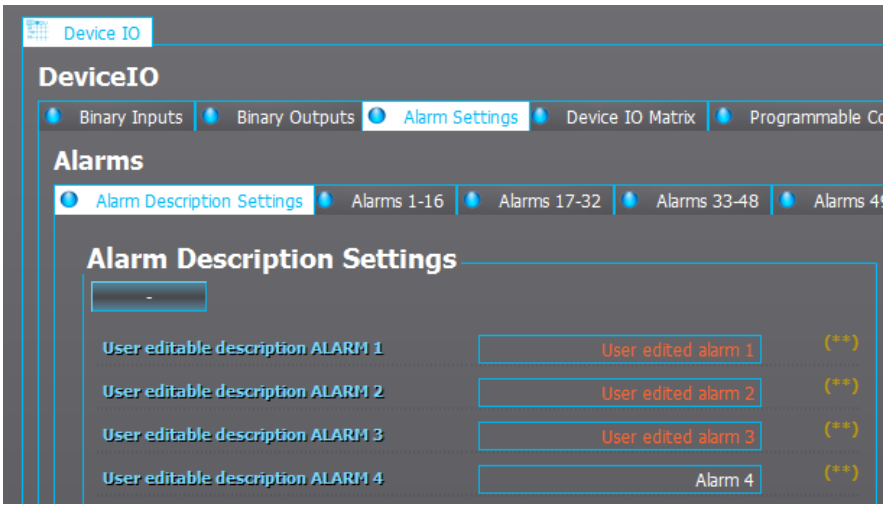 Device IO
DeviceIO
Binary Inputs Binary Outputs Alarm Settings Device IO Matrix Programmable
Alarms
Alarm Description Settings Alarms 1-16 Alarms 17-32 Alarms 33-48 Alarms
Alarm Description Settings
-
User editable description ALARM 1 User edited alarm 1 (**)
User editable description ALARM 2 User edited alarm 2 (**)
User editable description ALARM 3 User edited alarm 3 (**)
User editable description ALARM 4 Alarm 4 (**)